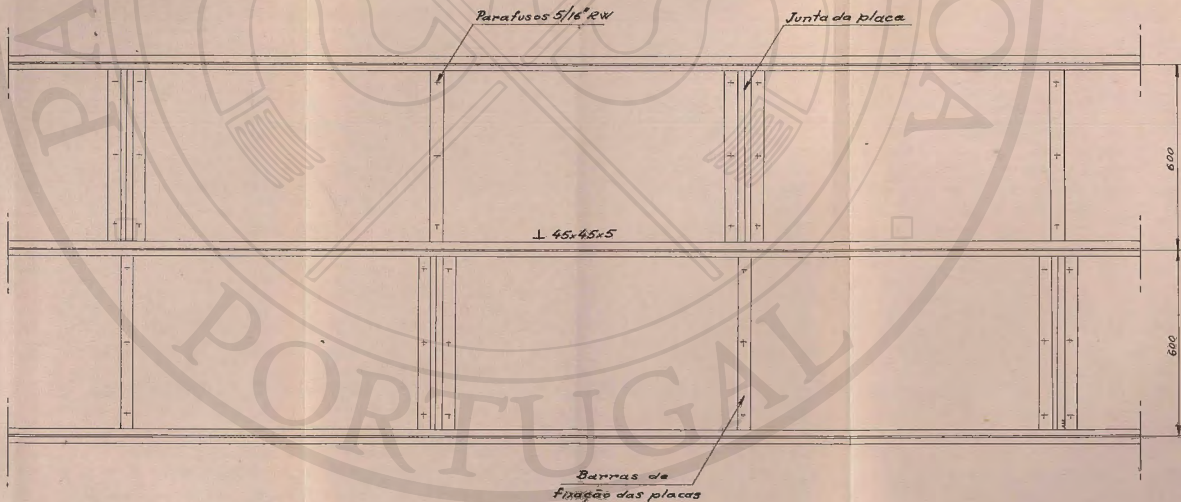 Parafusos 5/16" RW
Junta da placa
600
⊥ 45x45x5
600
Barras de
fixação das placas
PORTUGAL